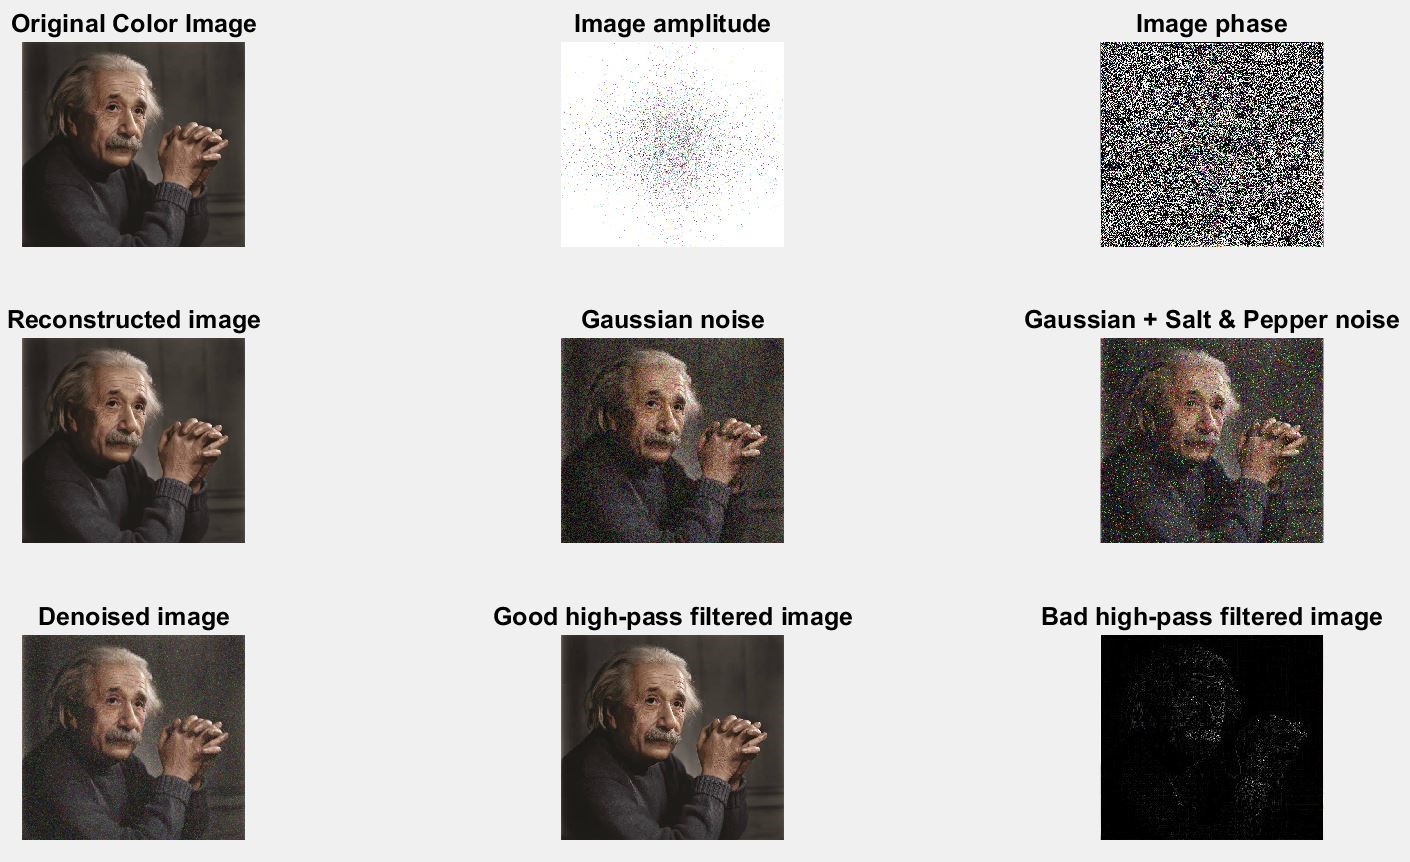 Original Color Image
Image amplitude
Image phase
Reconstructed image
Gaussian noise
Gaussian + Salt & Pepper noise
Denoised image
Good high-pass filtered image
Bad high-pass filtered image